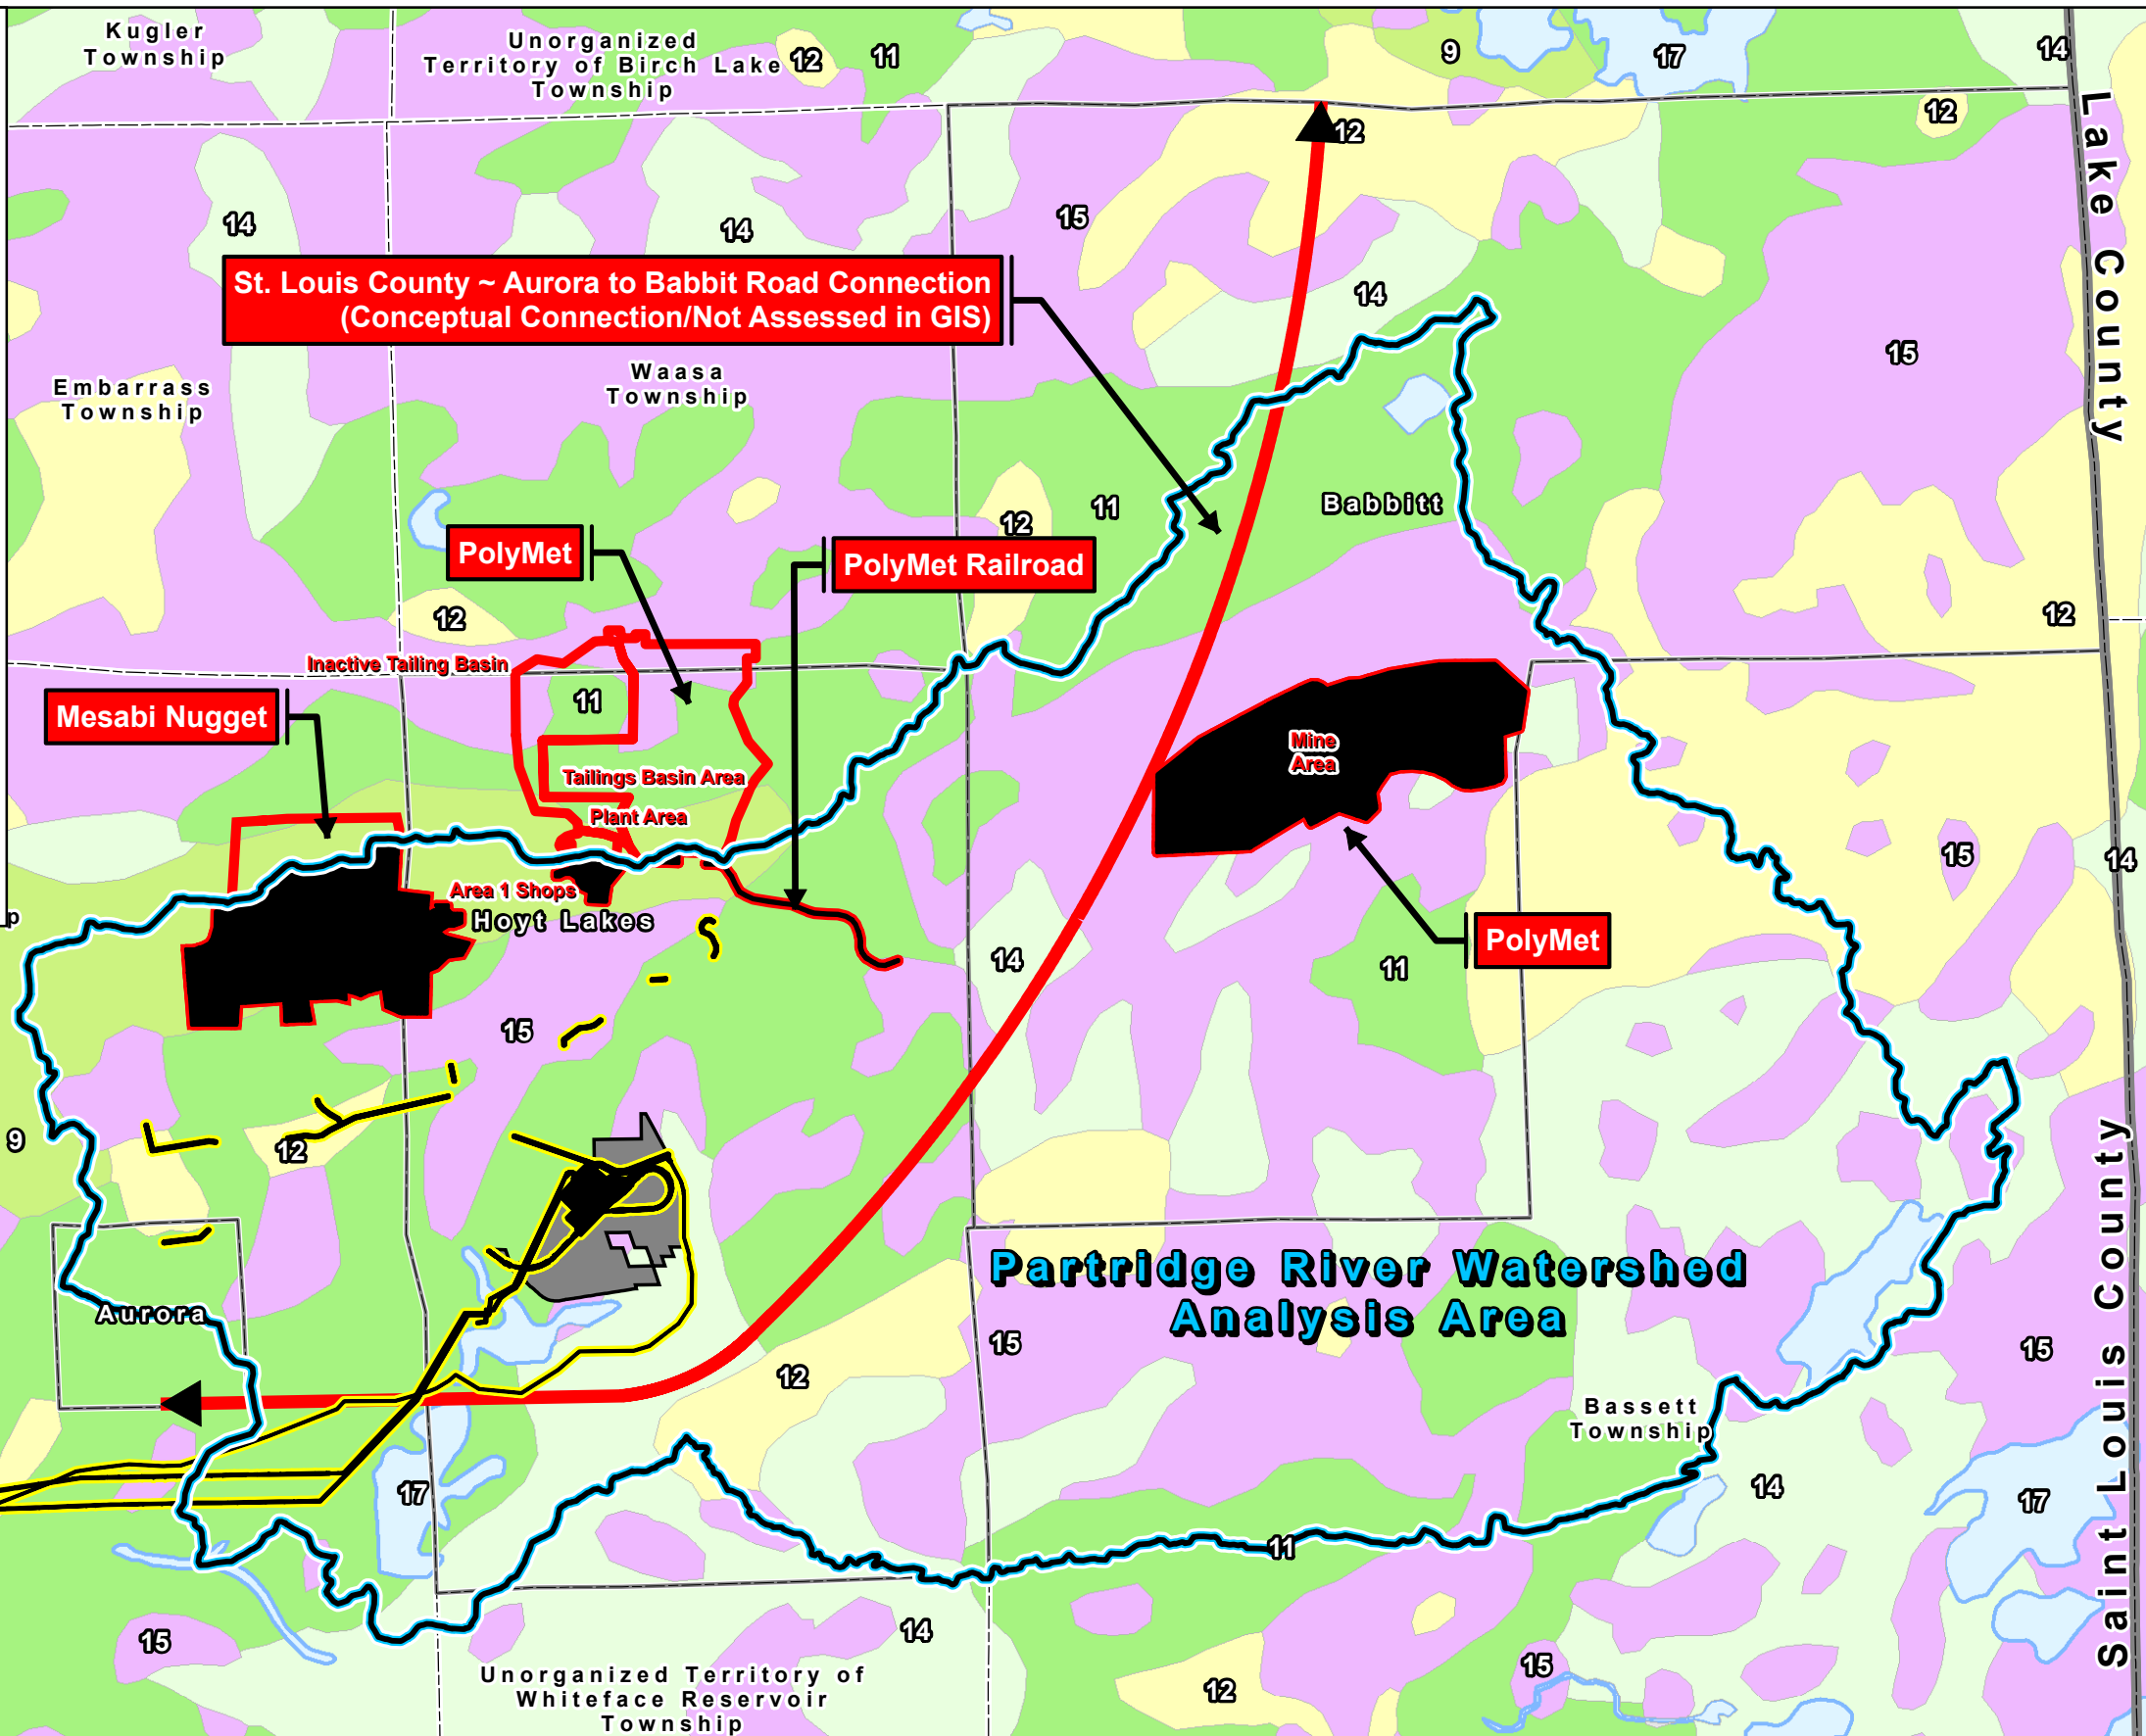 Kugler
Township
Unorganized
Territory of Birch Lake
Township
12
11
9
17
14
12
12
Lake County
14
14
15
St. Louis County ~ Aurora to Babbit Road Connection
(Conceptual Connection/Not Assessed in GIS)
14
15
Embarrass
Township
Waasa
Township
Babbitt
11
12
PolyMet
PolyMet Railroad
12
12
Inactive Tailing Basin
11
Mesabi Nugget
Mine
Area
Tailings Basin Area
Plant Area
15
14
Area 1 Shops
Hoyt Lakes
p
PolyMet
14
11
15
9
12
Saint Louis County
Partridge River Watershed
Analysis Area
Aurora
15
15
12
Bassett
Township
14
17
17
11
15
14
15
Unorganized Territory of
Whiteface Reservoir
Township
12